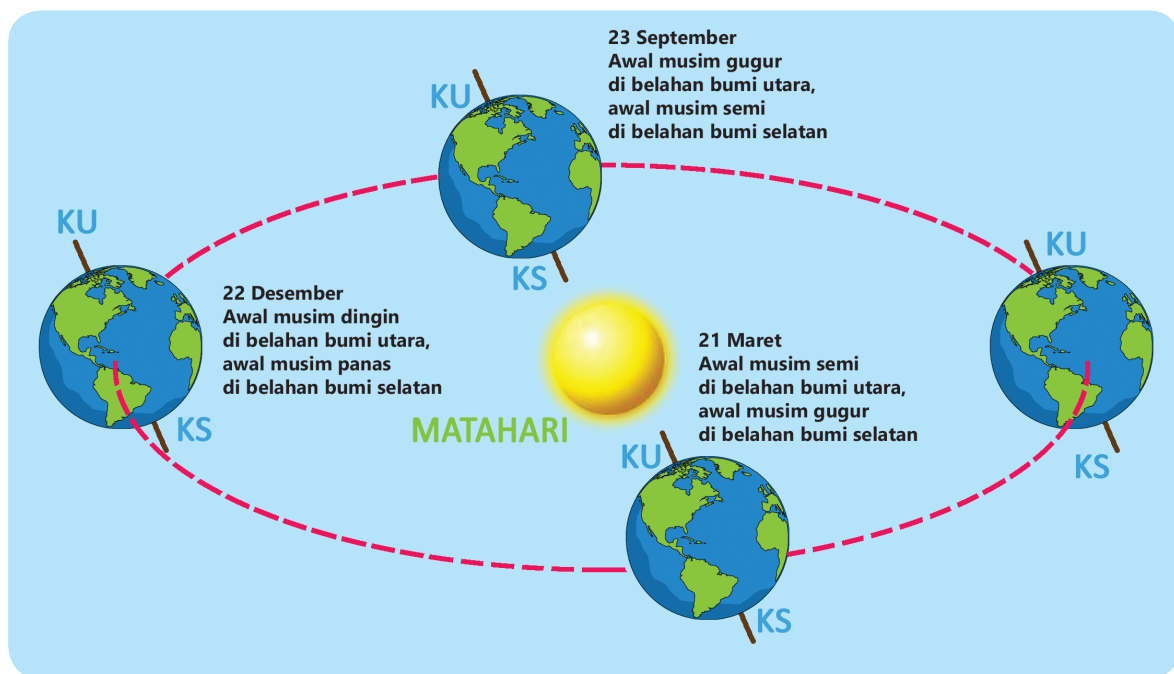 23 September
Awal musim gugur
di belahan bumi utara,
awal musim semi
di belahan bumi selatan
KU
KS
KU
22 Desember
Awal musim dingin
di belahan bumi utara,
awal musim panas
di belahan bumi selatan
KS
MATAHARI
21 Maret
Awal musim semi
di belahan bumi utara,
awal musim gugur
di belahan bumi selatan
KU
KS
KU
KS